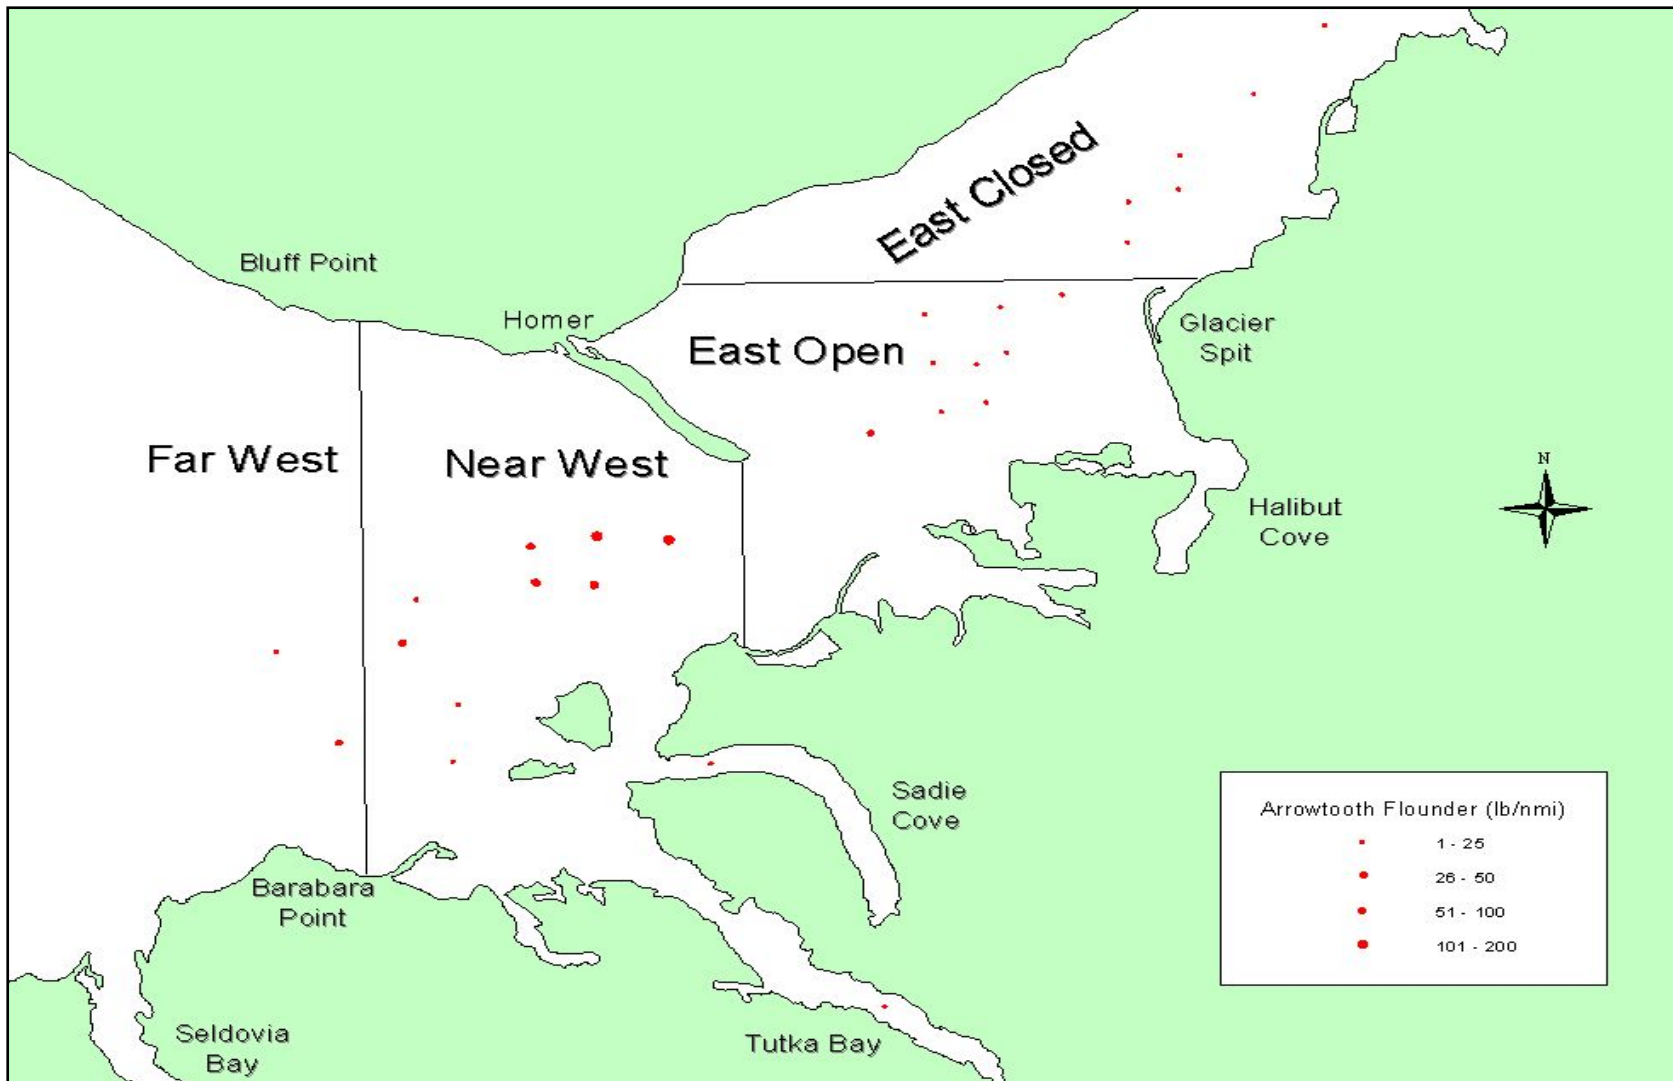 East Closed
Bluff Point
Homer
Glacier
Spit
East Open
Far West
Near West
N
Halibut
Cove
Sadie
Cove
Arrowtooth Flounder (lb/nmi)
1 - 25
26 - 50
51 - 100
101 - 200
Barabara
Point
Seldovia
Bay
Tutka Bay